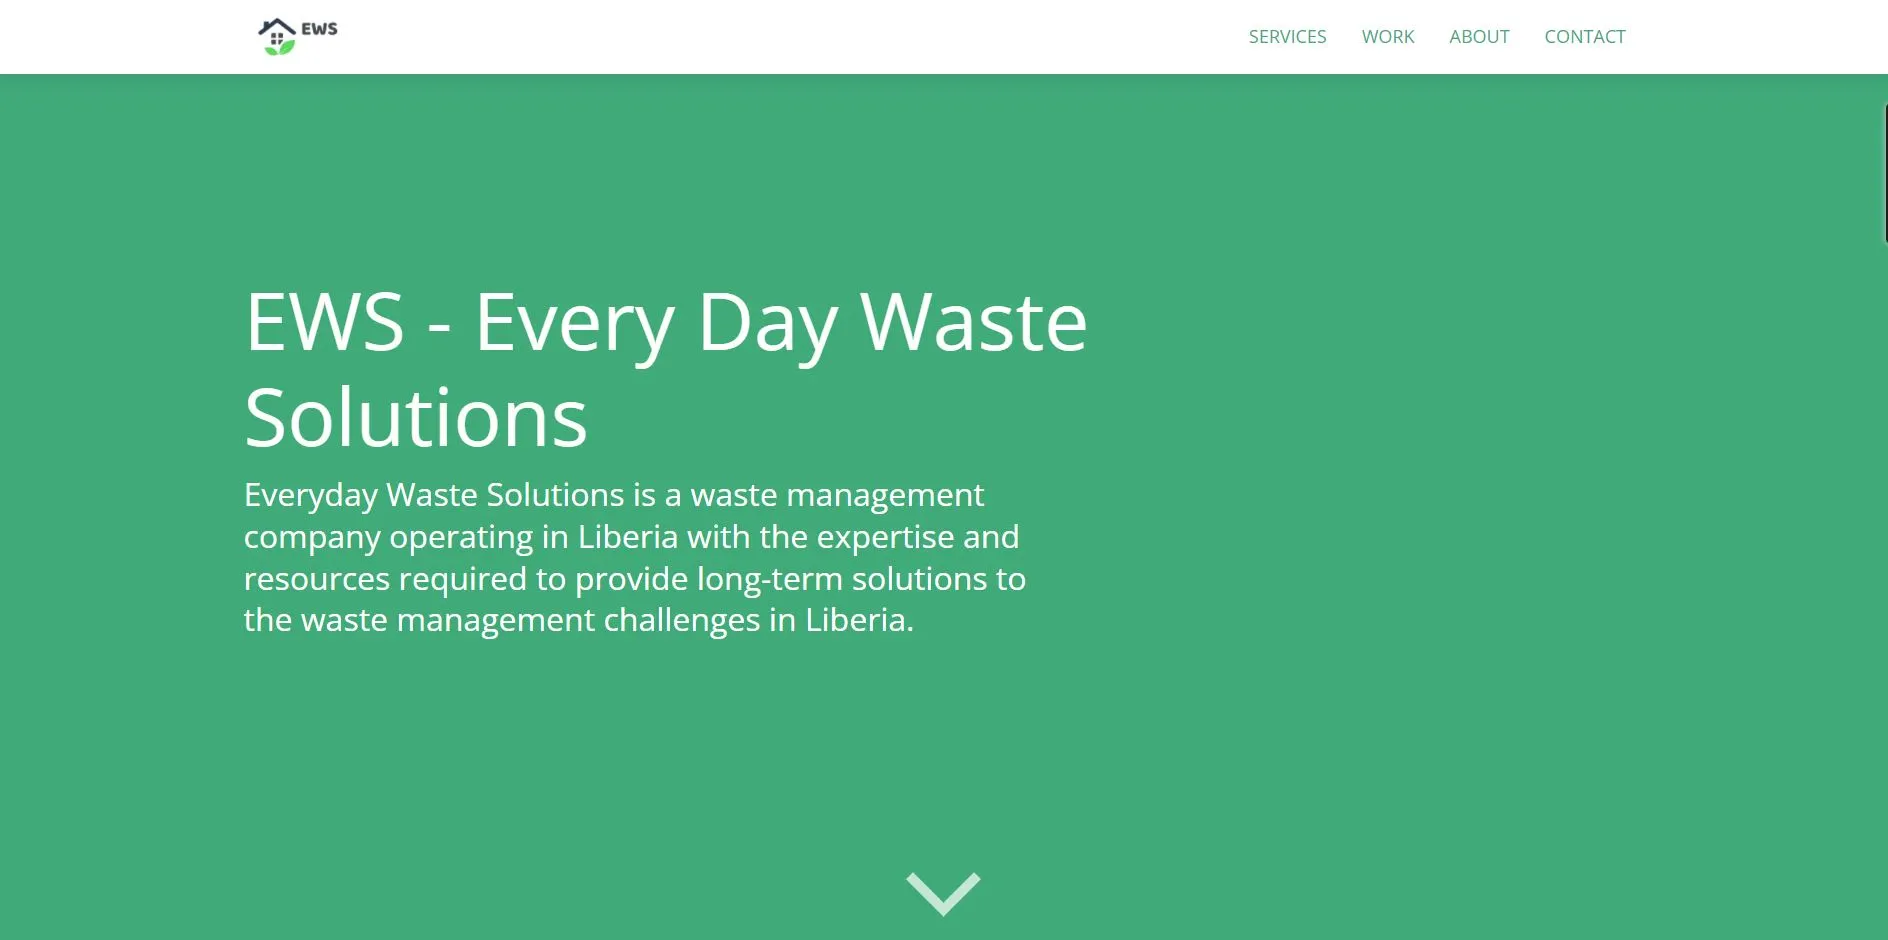 EWS
SERVICES WORK ABOUT CONTACT
EWS - Every Day Waste
Solutions
Everyday Waste Solutions is a waste management
company operating in Liberia with the expertise and
resources required to provide long-term solutions to
the waste management challenges in Liberia.